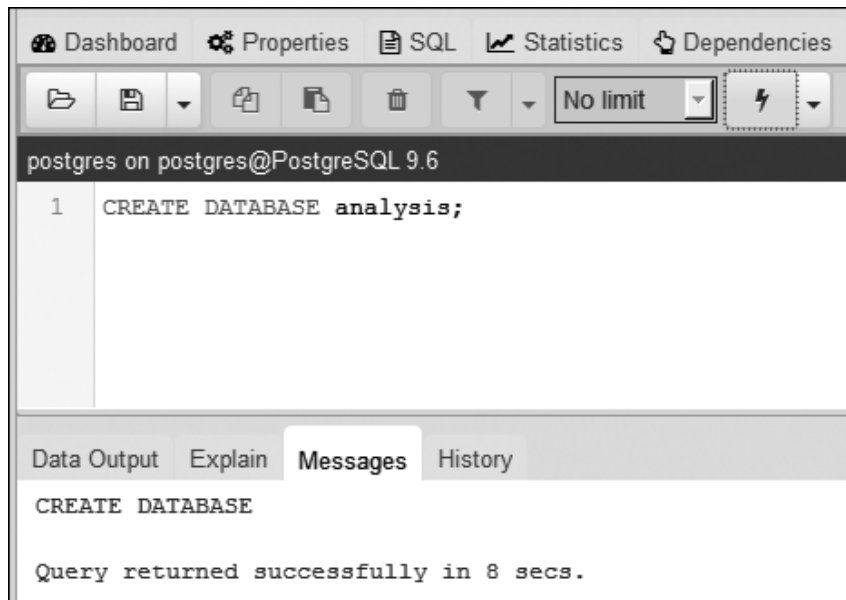 Dashboard Properties SQL Statistics Dependencies
No limit
postgres on postgres@PostgreSQL 9.6
1 CREATE DATABASE analysis;
Data Output Explain Messages History
CREATE DATABASE
Query returned successfully in 8 secs.